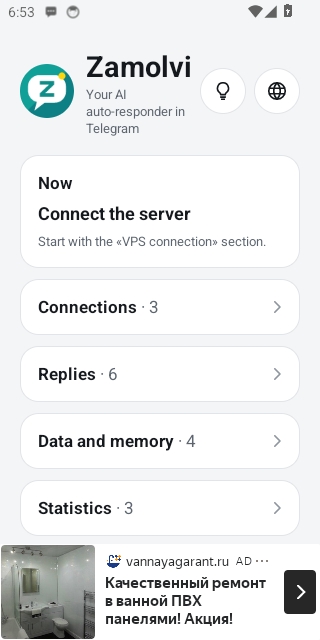 6:53
Zamolvi
Your AI
auto-responder in
Telegram
Now
Connect the server
Start with the «VPS connection» section.
Connections · 3
Replies · 6
Data and memory · 4
Statistics · 3
vannayagarant.ru AD ···
Качественный ремонт
в ванной ПВХ
панелями! Акция!